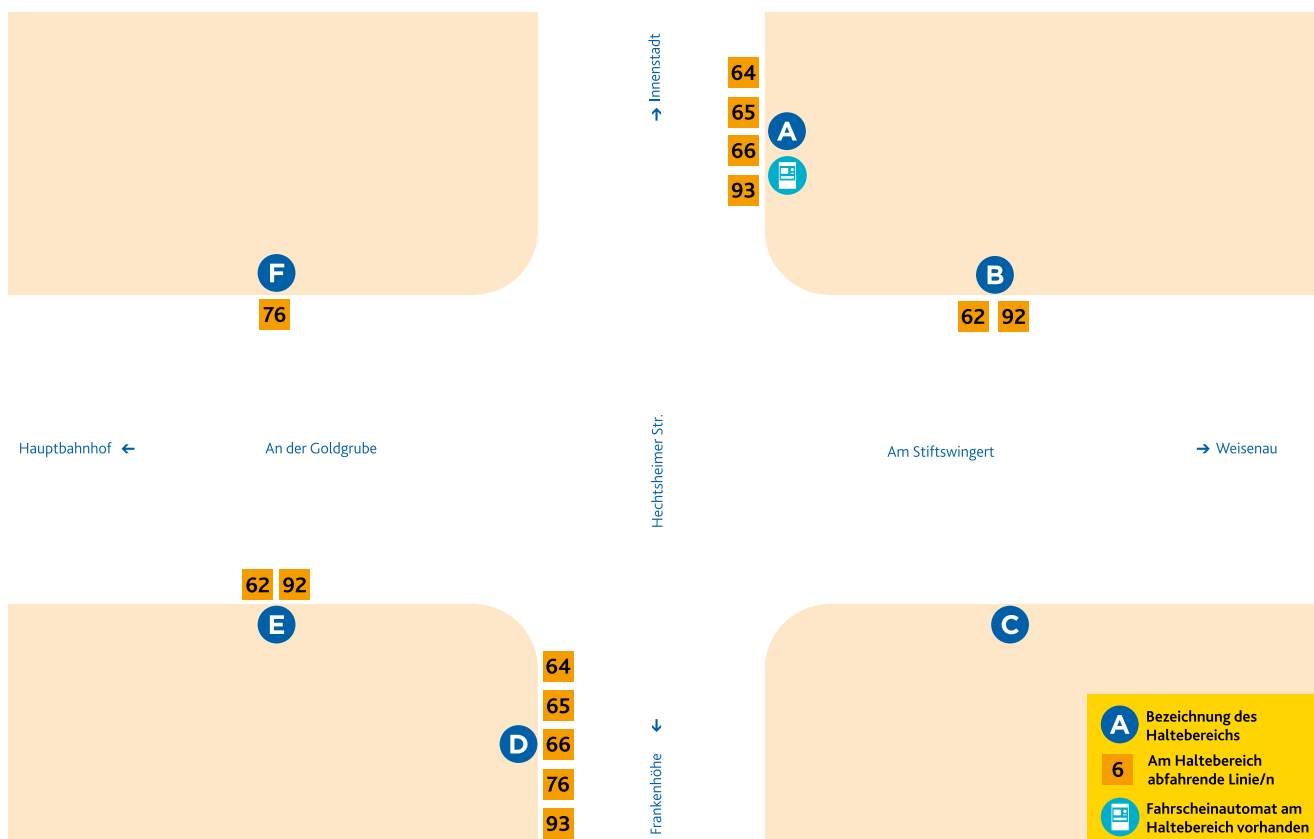 → Innenstadt
64
65
66
93
A
F
76
B
62 92
Hauptbahnhof ←
An der Goldgrube
Hechtsheimer Str.
Am Stiftswingert
→ Weisenau
62 92
E
C
64
65
D 66
76
93
Frankenhöhe ←
A Bezeichnung des
Haltebereichs
6 Am Haltebereich
abfahrende Linie/n
Fahrscheinautomat am
Haltebereich vorhanden